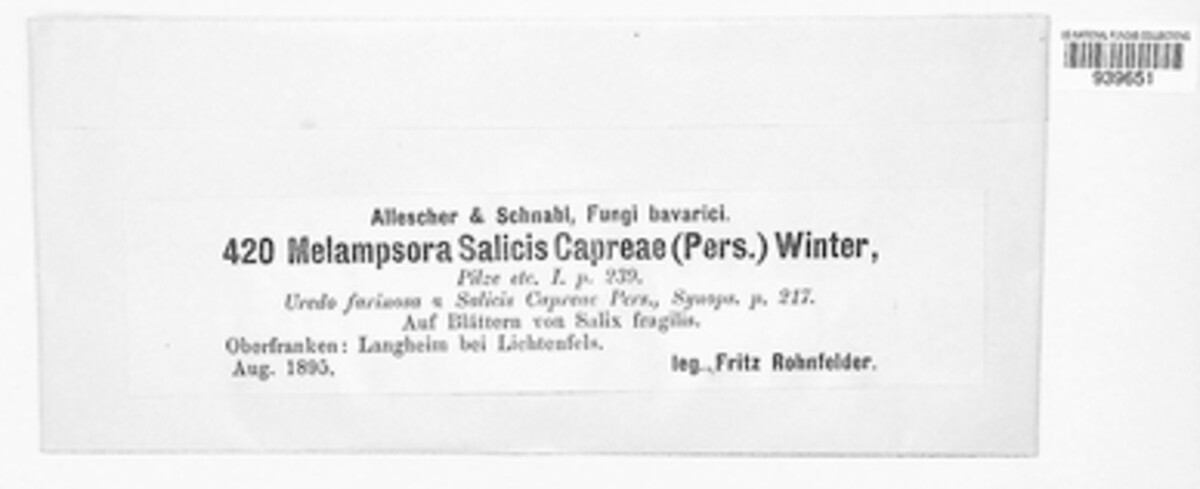 US NATIONAL FUNGUS COLLECTIONS
939651
Allescher & Schnabl, Fungi bavarici.
420 Melampsora Salicis Capreae (Pers.) Winter,
Pilze etc. I. p. 239.
Uredo farinosa α Salicis Capreae Pers., Synops. p. 217.
Auf Blättern von Salix fragilis.
Oberfranken: Langheim bei Lichtenfels.
Aug. 1895. leg. Fritz Rohnfelder.